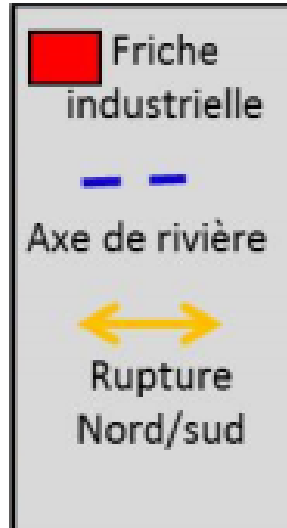 Friche
industrielle
Axe de rivière
Rupture
Nord/sud